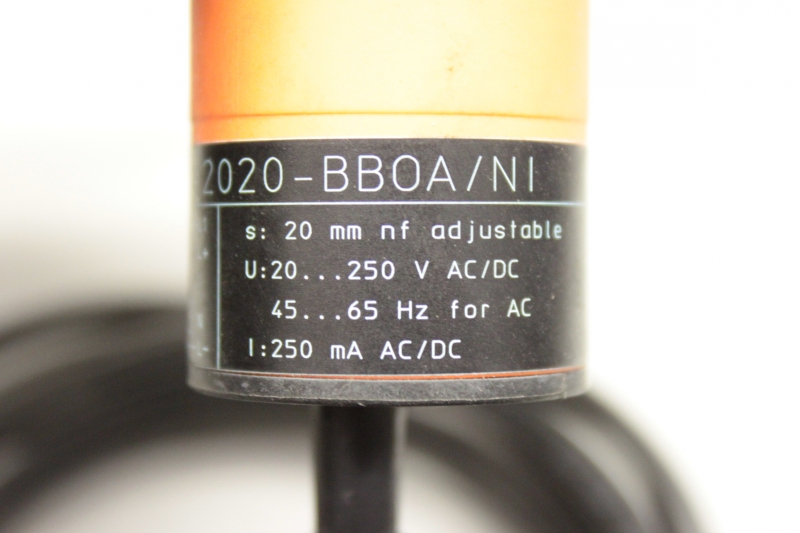 2020-BBOA/NI
s: 20 mm nf adjustable
U:20...250 V AC/DC
45...65 Hz for AC
I:250 mA AC/DC